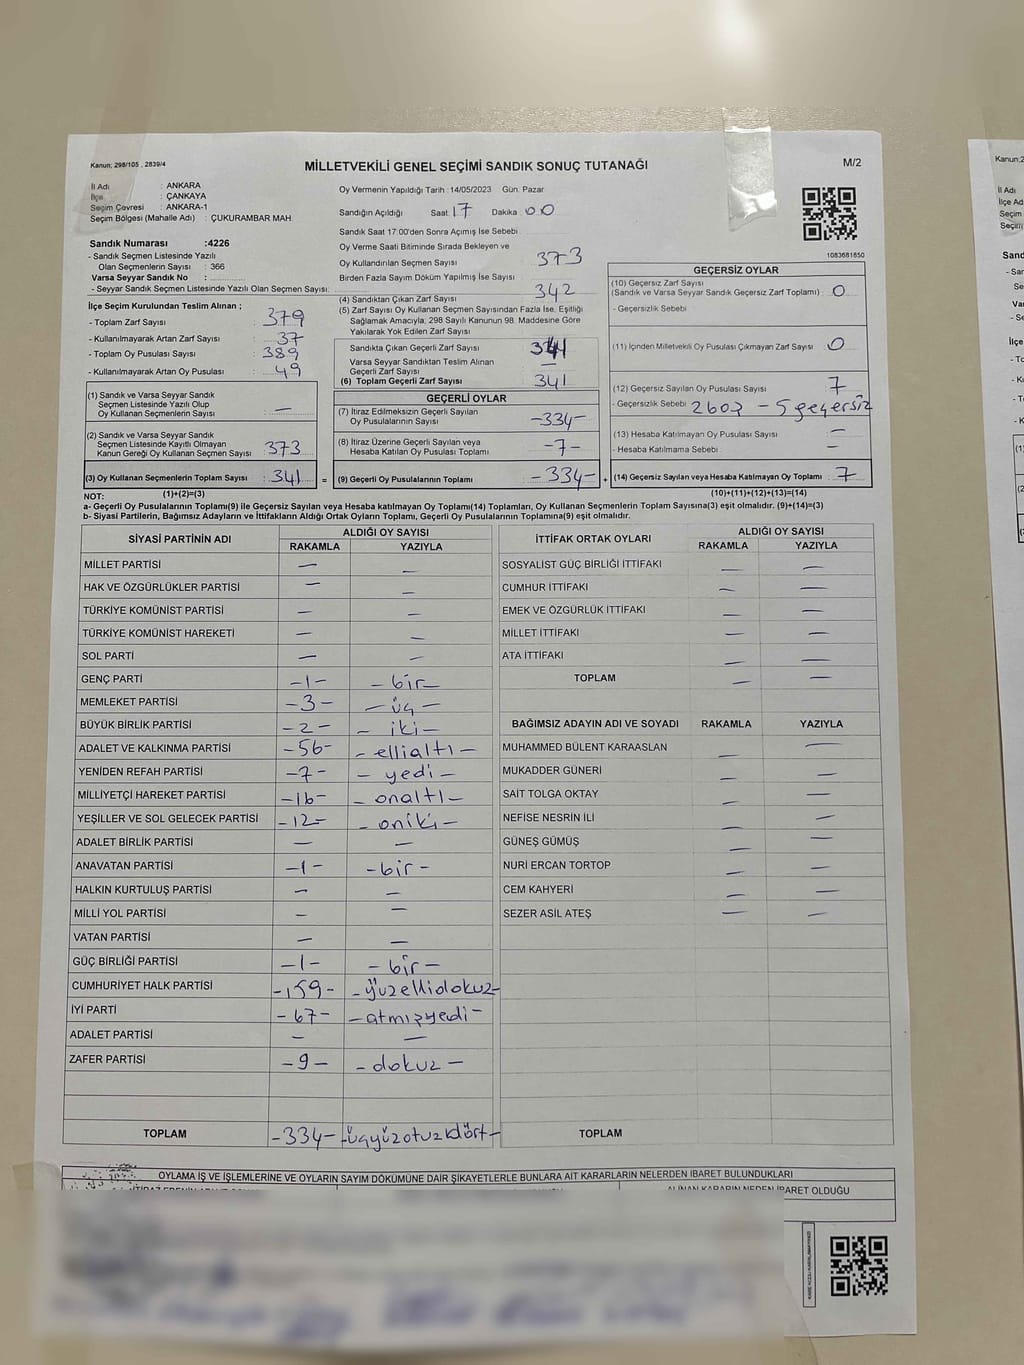 Kanun; 298/105 , 2839/4
MİLLETVEKİLİ GENEL SEÇİMİ SANDIK SONUÇ TUTANAĞI
M/2
İl Adı : ANKARA
İlçe : ÇANKAYA
Seçim Çevresi : ANKARA-1
Seçim Bölgesi (Mahalle Adı) : ÇUKURAMBAR MAH.
Sandık Numarası :4226
- Sandık Seçmen Listesinde Yazılı
Olan Seçmenlerin Sayısı : 366
Varsa Seyyar Sandık No :
- Seyyar Sandık Seçmen Listesinde Yazılı Olan Seçmen Sayısı:
İlçe Seçim Kurulundan Teslim Alınan ;
- Toplam Zarf Sayısı : 379
- Kullanılmayarak Artan Zarf Sayısı : 37
- Toplam Oy Pusulası Sayısı : 389
- Kullanılmayarak Artan Oy Pusulası : 49
(1) Sandık ve Varsa Seyyar Sandık
Seçmen Listesinde Yazılı Olup
Oy Kullanan Seçmenlerin Sayısı : —
(2) Sandık ve Varsa Seyyar Sandık
Seçmen Listesinde Kayıtlı Olmayan
Kanun Gereği Oy Kullanan Seçmen Sayısı : 373
(3) Oy Kullanan Seçmenlerin Toplam Sayısı : 341 =
Oy Vermenin Yapıldığı Tarih :14/05/2023 Gün: Pazar
Sandığın Açıldığı Saat 17 Dakika 00
Sandık Saat 17:00'den Sonra Açımış İse Sebebi
Oy Verme Saati Bitiminde Sırada Bekleyen ve
Oy Kullandırılan Seçmen Sayısı : 373
Birden Fazla Sayım Döküm Yapılmış İse Sayısı :
(4) Sandıktan Çıkan Zarf Sayısı : 342
(5) Zarf Sayısı Oy Kullanan Seçmen Sayısından Fazla İse, Eşitliği
Sağlamak Amacıyla, 298 Sayılı Kanunun 98. Maddesine Göre
Yakılarak Yok Edilen Zarf Sayısı :
Sandıkta Çıkan Geçerli Zarf Sayısı : 341
Varsa Seyyar Sandıktan Teslim Alınan
Geçerli Zarf Sayısı : —
(6) Toplam Geçerli Zarf Sayısı : 341
GEÇERLİ OYLAR
(7) İtiraz Edilmeksizin Geçerli Sayılan
Oy Pusulalarının Sayısı : -334-
(8) İtiraz Üzerine Geçerli Sayılan veya
Hesaba Katılan Oy Pusulası Toplamı : -7-
(9) Geçerli Oy Pusulalarının Toplamı : -334- +
1083681850
GEÇERSİZ OYLAR
(10) Geçersiz Zarf Sayısı
(Sandık ve Varsa Seyyar Sandık Geçersiz Zarf Toplamı) : 0
- Geçersizlik Sebebi :
(11) İçinden Milletvekili Oy Pusulası Çıkmayan Zarf Sayısı : 0
(12) Geçersiz Sayılan Oy Pusulası Sayısı : 7
- Geçersizlik Sebebi : - 5 geçersiz
(13) Hesaba Katılmayan Oy Pusulası Sayısı : —
- Hesaba Katılmama Sebebi : —
(14) Geçersiz Sayılan veya Hesaba Katılmayan Oy Toplamı : 7
NOT: (1)+(2)=(3) (10)+(11)+(12)+(13)=(14)
a- Geçerli Oy Pusulalarının Toplamı(9) ile Geçersiz Sayılan veya Hesaba katılmayan Oy Toplamı(14) Toplamları, Oy Kullanan Seçmenlerin Toplam Sayısına(3) eşit olmalıdır. (9)+(14)=(3)
b- Siyasi Partilerin, Bağımsız Adayların ve İttifakların Aldığı Ortak Oyların Toplamı, Geçerli Oy Pusulalarının Toplamına(9) eşit olmalıdır.
SİYASİ PARTİNİN ADI ALDIĞI OY SAYISI
RAKAMLA YAZIYLA
MİLLET PARTİSİ — —
HAK VE ÖZGÜRLÜKLER PARTİSİ — —
TÜRKİYE KOMÜNİST PARTİSİ — —
TÜRKİYE KOMÜNİST HAREKETİ — —
SOL PARTİ — —
GENÇ PARTİ -1- - bir-
MEMLEKET PARTİSİ -3- - üç -
BÜYÜK BİRLİK PARTİSİ -2- - iki -
ADALET VE KALKINMA PARTİSİ -56- - ellialtı -
YENİDEN REFAH PARTİSİ -7- - yedi -
MİLLİYETÇİ HAREKET PARTİSİ -16- - onaltı -
YEŞİLLER VE SOL GELECEK PARTİSİ -12- - oniki -
ADALET BİRLİK PARTİSİ — —
ANAVATAN PARTİSİ -1- -bir -
HALKIN KURTULUŞ PARTİSİ — —
MİLLİ YOL PARTİSİ — —
VATAN PARTİSİ — —
GÜÇ BİRLİĞİ PARTİSİ -1- - bir -
CUMHURİYET HALK PARTİSİ -159- -yüzellidokuz-
İYİ PARTİ -67- -atmışyedi-
ADALET PARTİSİ — —
ZAFER PARTİSİ -9- - dokuz -
TOPLAM -334- -üçyüzotuzdört-
İTTİFAK ORTAK OYLARI ALDIĞI OY SAYISI
RAKAMLA YAZIYLA
SOSYALİST GÜÇ BİRLİĞİ İTTİFAKI — —
CUMHUR İTTİFAKI — —
EMEK VE ÖZGÜRLÜK İTTİFAKI — —
MİLLET İTTİFAKI — —
ATA İTTİFAKI — —
TOPLAM — —
BAĞIMSIZ ADAYIN ADI VE SOYADI RAKAMLA YAZIYLA
MUHAMMED BÜLENT KARAASLAN — —
MUKADDER GÜNERİ — —
SAİT TOLGA OKTAY — —
NEFİSE NESRİN İLİ — —
GÜNEŞ GÜMÜŞ — —
NURİ ERCAN TORTOP — —
CEM KAHYERİ — —
SEZER ASİL ATEŞ — —
TOPLAM
OYLAMA İŞ VE İŞLEMLERİNE VE OYLARIN SAYIM DÖKÜMÜNE DAİR ŞİKAYETLERLE BUNLARA AİT KARARLARIN NELERDEN İBARET BULUNDUKLARI
ALINAN KARARIN NEDEN İBARET OLDUĞU
Kanun;2
İl Adı
İlçe Ad
Seçim
Seçim